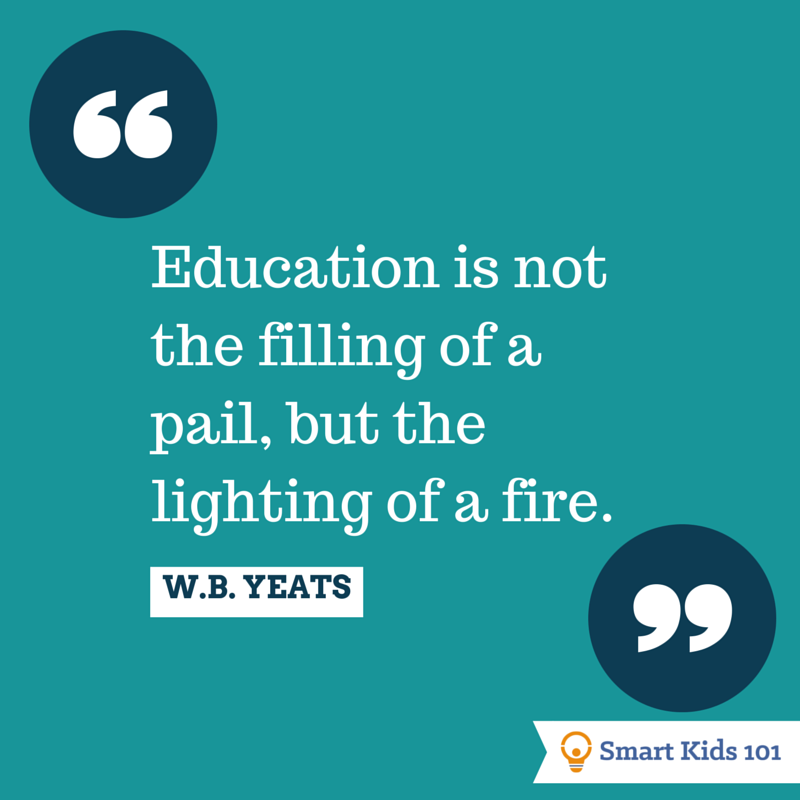 “
Education is not
the filling of a
pail, but the
lighting of a fire.
W.B. YEATS
”
Smart Kids 101